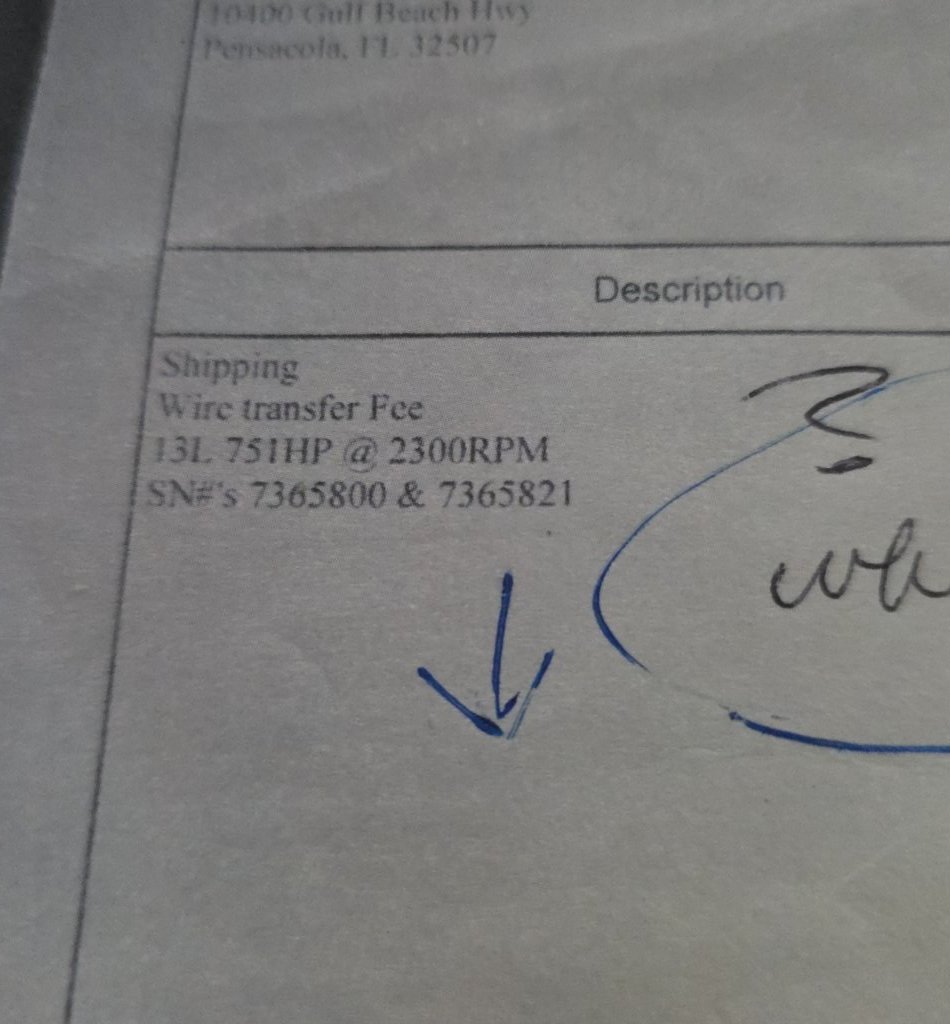 10400 Gulf Beach Hwy
Pensacola, FL 32507
Description
Shipping
Wire transfer Fee
13L 751HP @ 2300RPM
SN#'s 7365800 & 7365821
?